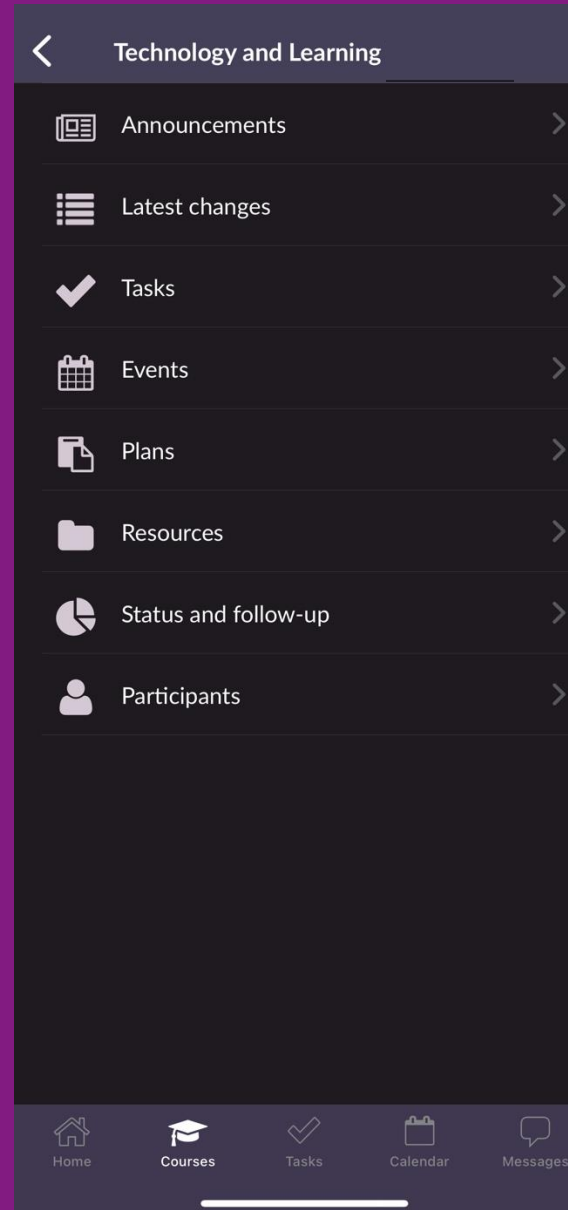 Technology and Learning
Announcements
Latest changes
Tasks
Events
Plans
Resources
Status and follow-up
Participants
Home
Courses
Tasks
Calendar
Messages